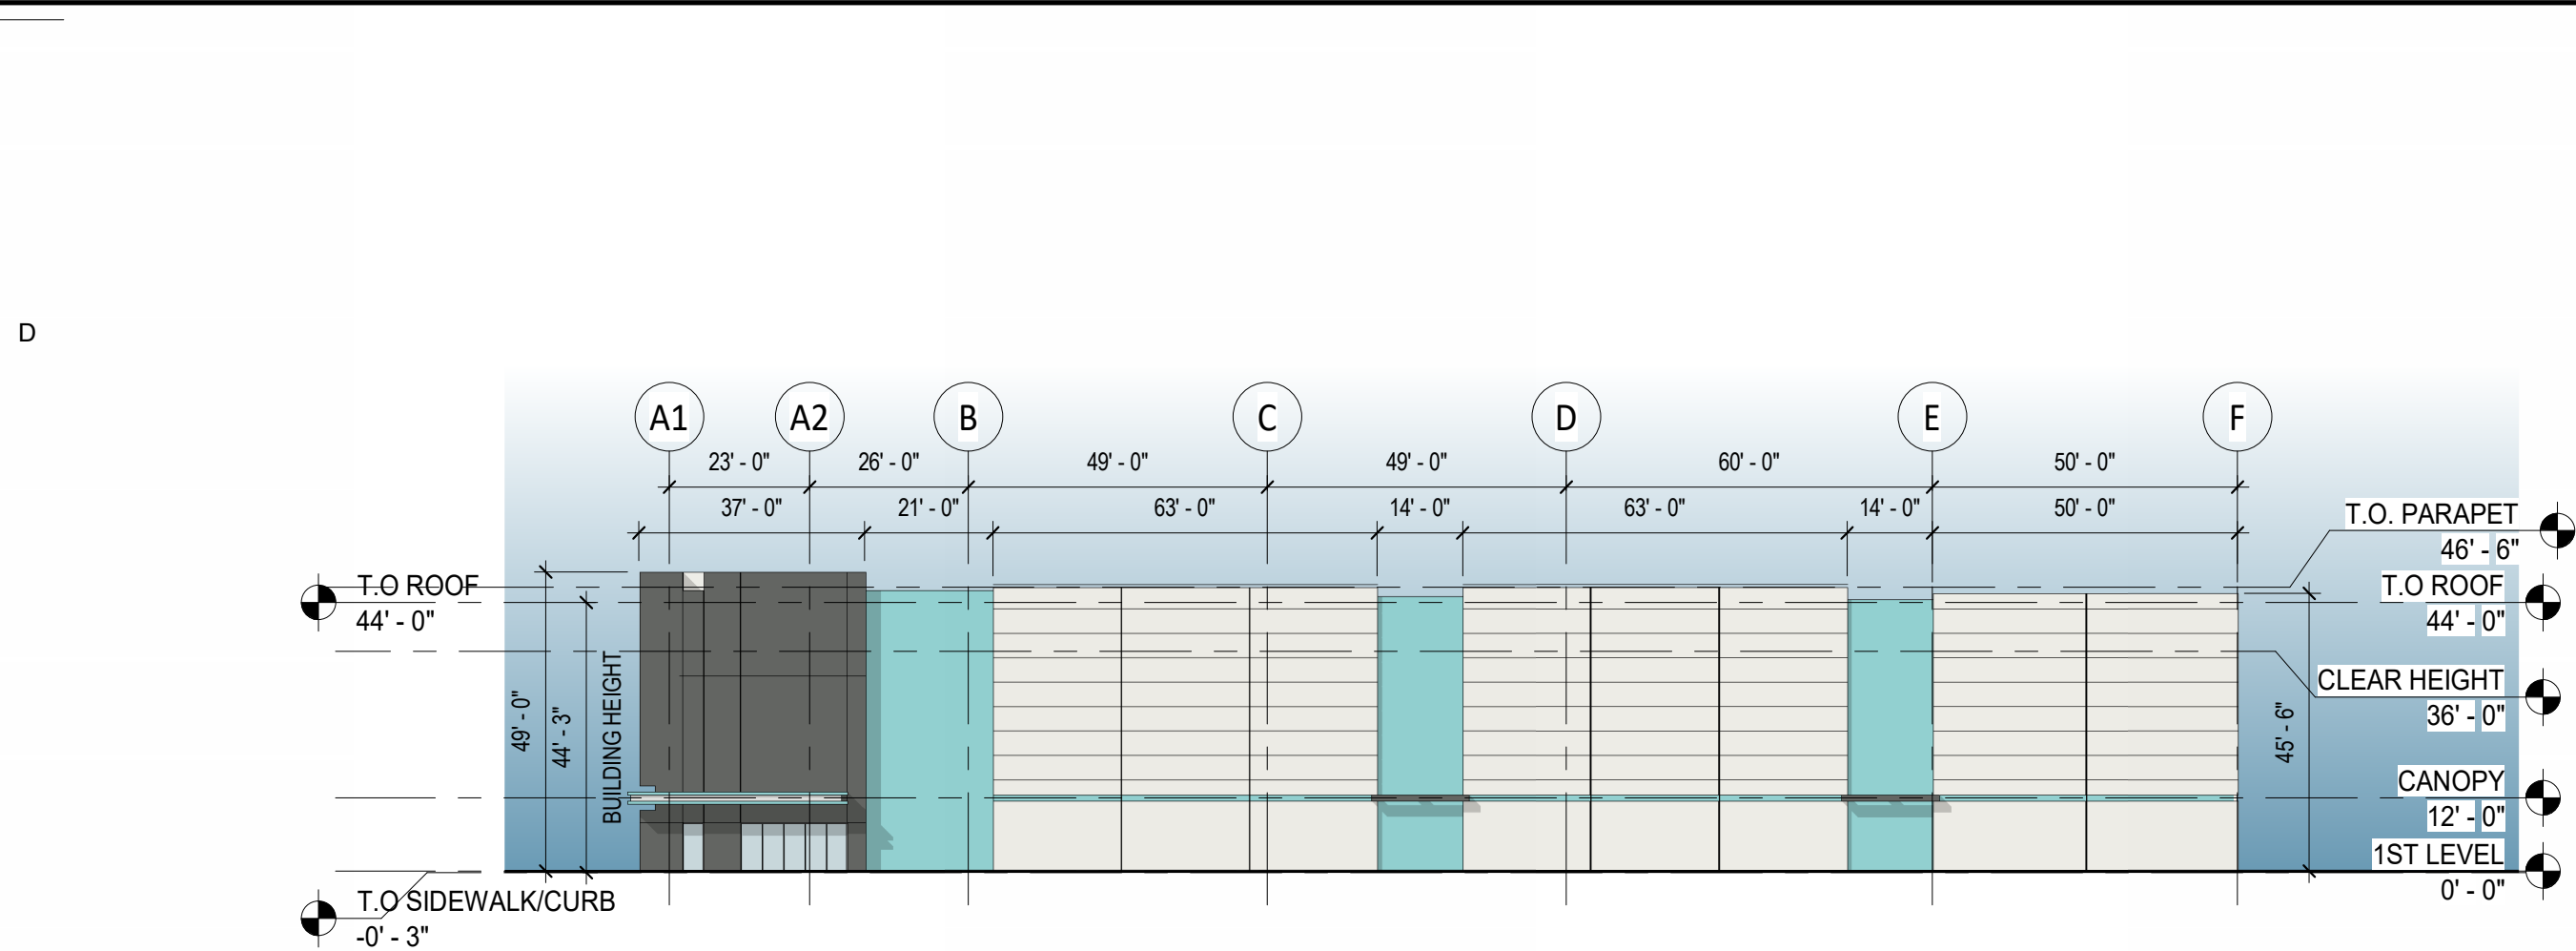 D
A1 A2 B C D E F
23' - 0" 26' - 0" 49' - 0" 49' - 0" 60' - 0" 50' - 0"
37' - 0" 21' - 0" 63' - 0" 14' - 0" 63' - 0" 14' - 0" 50' - 0"
T.O. PARAPET
46' - 6"
T.O ROOF
44' - 0"
T.O ROOF
44' - 0"
49' - 0"
44' - 3"
BUILDING HEIGHT
45' - 6"
CLEAR HEIGHT
36' - 0"
CANOPY
12' - 0"
1ST LEVEL
0' - 0"
T.O SIDEWALK/CURB
-0' - 3"